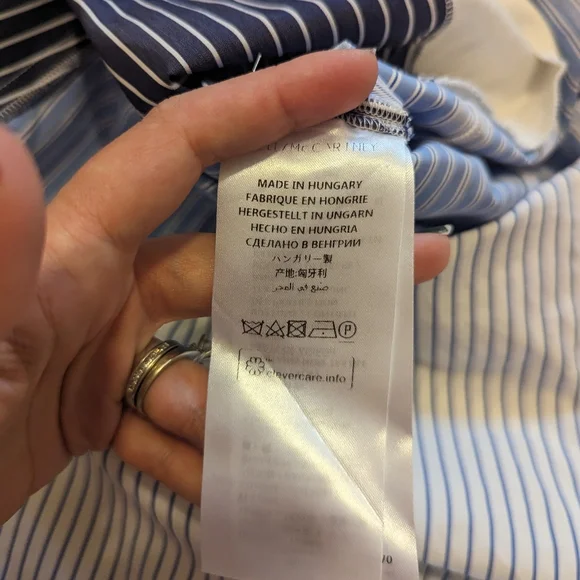 McCARTNEY
MADE IN HUNGARY
FABRIQUE EN HONGRIE
HERGESTELLT IN UNGARN
HECHO EN HUNGRIA
СДЕЛАНО В ВЕНГРИИ
ハンガリー製
产地:匈牙利
صنع في المجر
P
clevercare.info